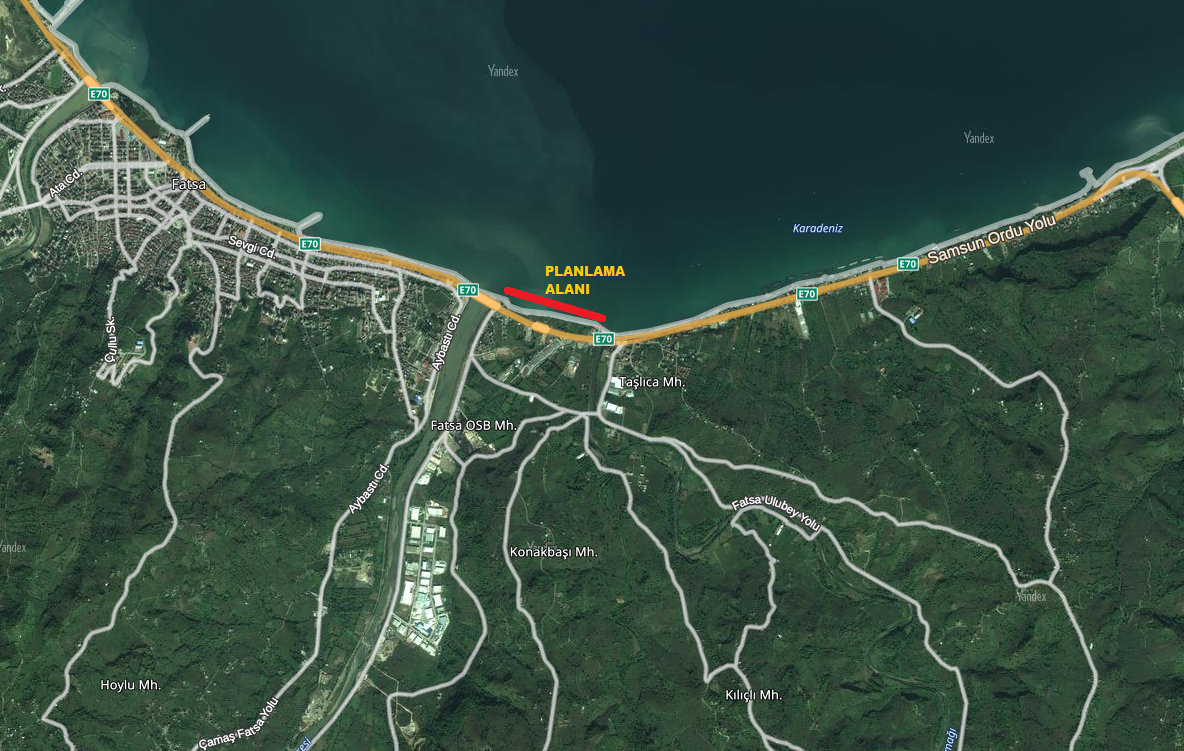 Yandex
E70
Yandex
Ata Cd.
Fatsa
Karadeniz
Samsun Ordu Yolu
Sevgi Cd.
E70
E70
PLANLAMA
ALANI
E70
E70
E70
Çullu Sk.
Aybastı Cd.
Taşlıca Mh.
Fatsa OSB Mh.
Aybastı Cd.
Fatsa Ulubey Yolu
Yandex
Konakbaşı Mh.
Yandex
Hoylu Mh.
Kılıçlı Mh.
Çamaş Fatsa Yolu